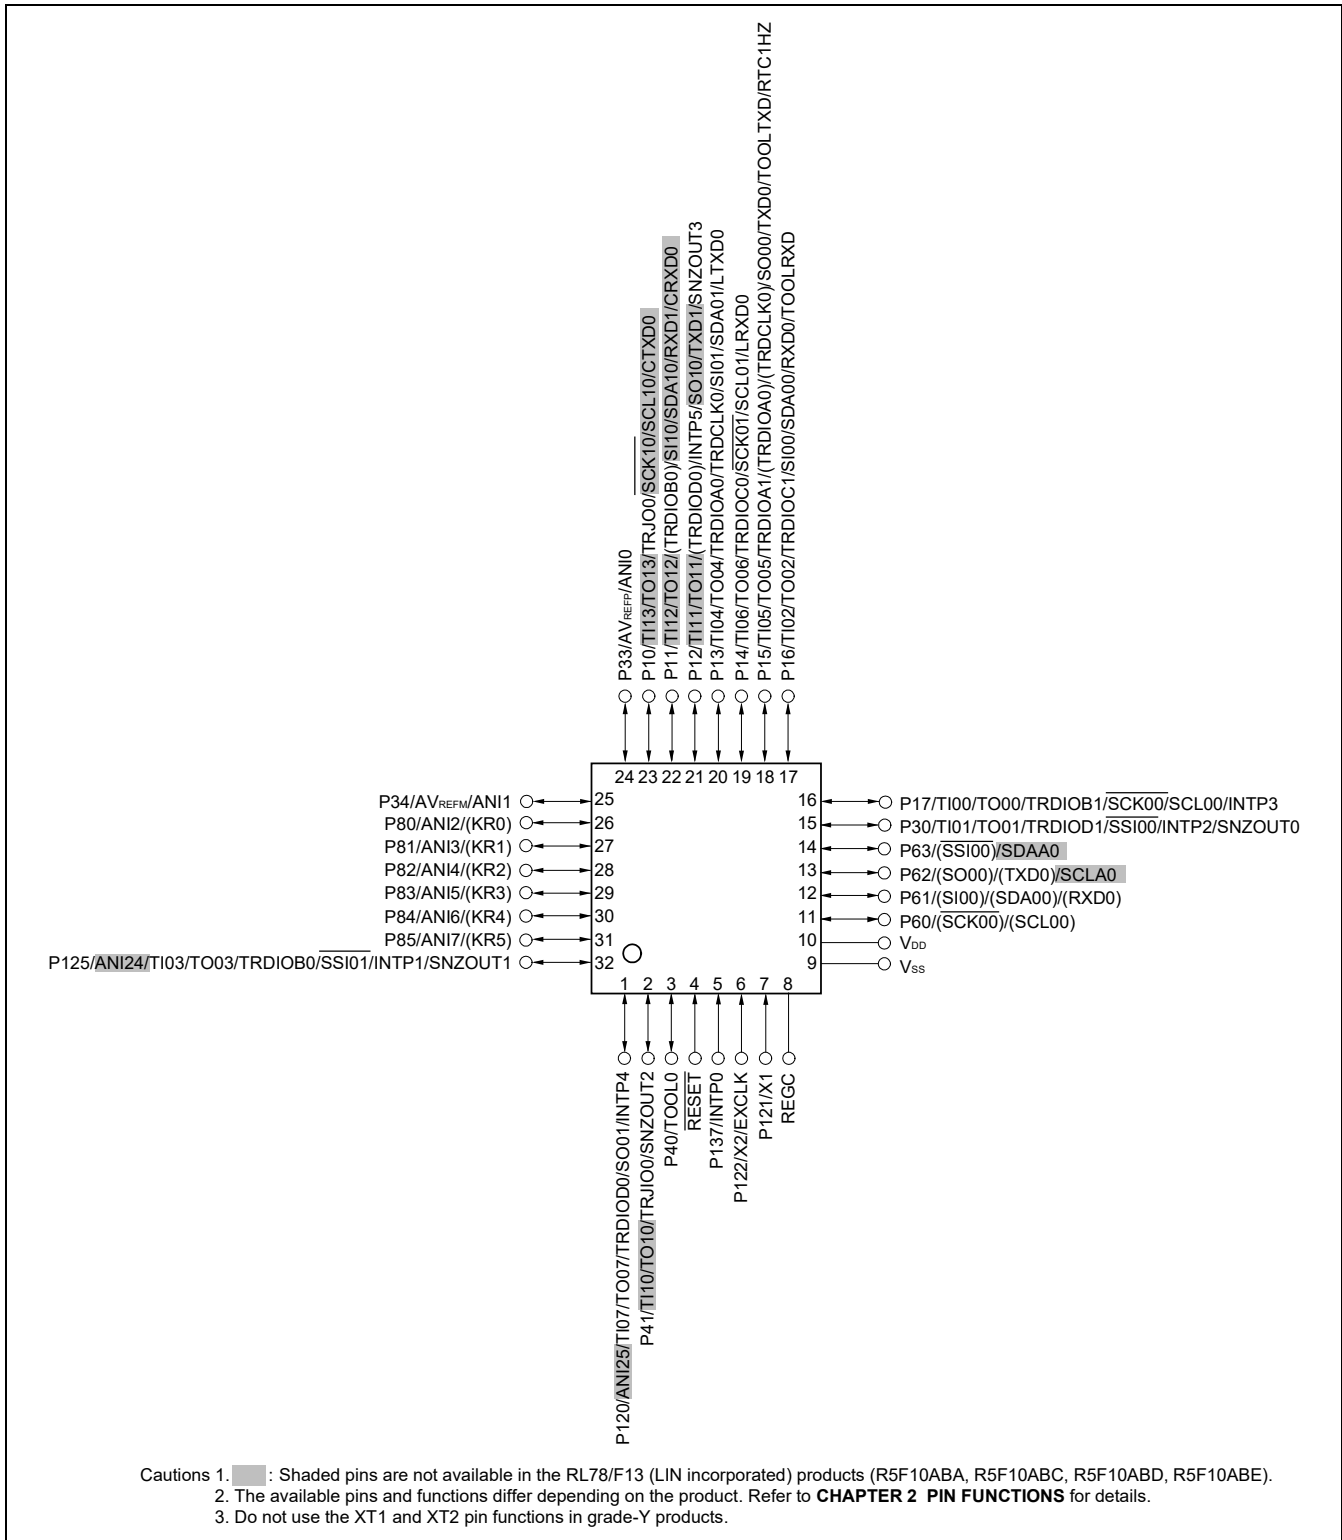 P33/AVREFP/ANI0
P10/TI13/TO13/TRJO0/SCK10/SCL10/CTXD0
P11/TI12/TO12/(TRDIOB0)/SI10/SDA10/RXD1/CRXD0
P12/TI11/TO11/(TRDIOD0)/INTP5/SO10/TXD1/SNZOUT3
P13/TI04/TO04/TRDIOA0/TRDCLK0/SI01/SDA01/LTXD0
P14/TI06/TO06/TRDIOC0/SCK01/SCL01/LRXD0
P15/TI05/TO05/TRDIOA1/(TRDIOA0)/(TRDCLK0)/SO00/TXD0/TOOLTXD/RTC1HZ
P16/TI02/TO02/TRDIOC1/SI00/SDA00/RXD0/TOOLRXD
24 23 22 21 20 19 18 17
P34/AVREFM/ANI1 25
P80/ANI2/(KR0) 26
P81/ANI3/(KR1) 27
P82/ANI4/(KR2) 28
P83/ANI5/(KR3) 29
P84/ANI6/(KR4) 30
P85/ANI7/(KR5) 31
P125/ANI24/TI03/TO03/TRDIOB0/SSI01/INTP1/SNZOUT1 32
16 P17/TI00/TO00/TRDIOB1/SCK00/SCL00/INTP3
15 P30/TI01/TO01/TRDIOD1/SSI00/INTP2/SNZOUT0
14 P63/(SSI00)/SDAA0
13 P62/(SO00)/(TXD0)/SCLA0
12 P61/(SI00)/(SDA00)/(RXD0)
11 P60/(SCK00)/(SCL00)
10 VDD
9 VSS
1 2 3 4 5 6 7 8
P120/ANI25/TI07/TO07/TRDIOD0/SO01/INTP4
P41/TI10/TO10/TRJIO0/SNZOUT2
P40/TOOL0
RESET
P137/INTP0
P122/X2/EXCLK
P121/X1
REGC
Cautions 1. : Shaded pins are not available in the RL78/F13 (LIN incorporated) products (R5F10ABA, R5F10ABC, R5F10ABD, R5F10ABE).
2. The available pins and functions differ depending on the product. Refer to CHAPTER 2 PIN FUNCTIONS for details.
3. Do not use the XT1 and XT2 pin functions in grade-Y products.